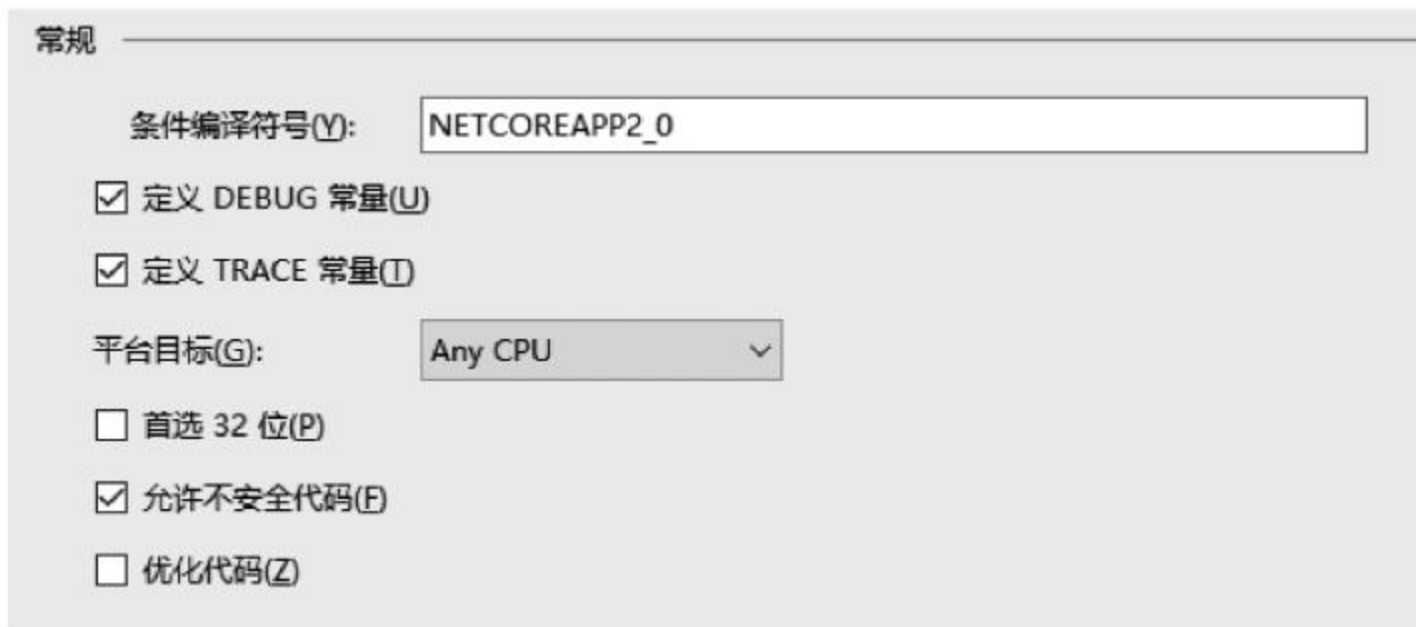 常规
条件编译符号(Y): NETCOREAPP2_0
定义 DEBUG 常量(U)
定义 TRACE 常量(T)
平台目标(G): Any CPU
首选 32 位(P)
允许不安全代码(F)
优化代码(Z)